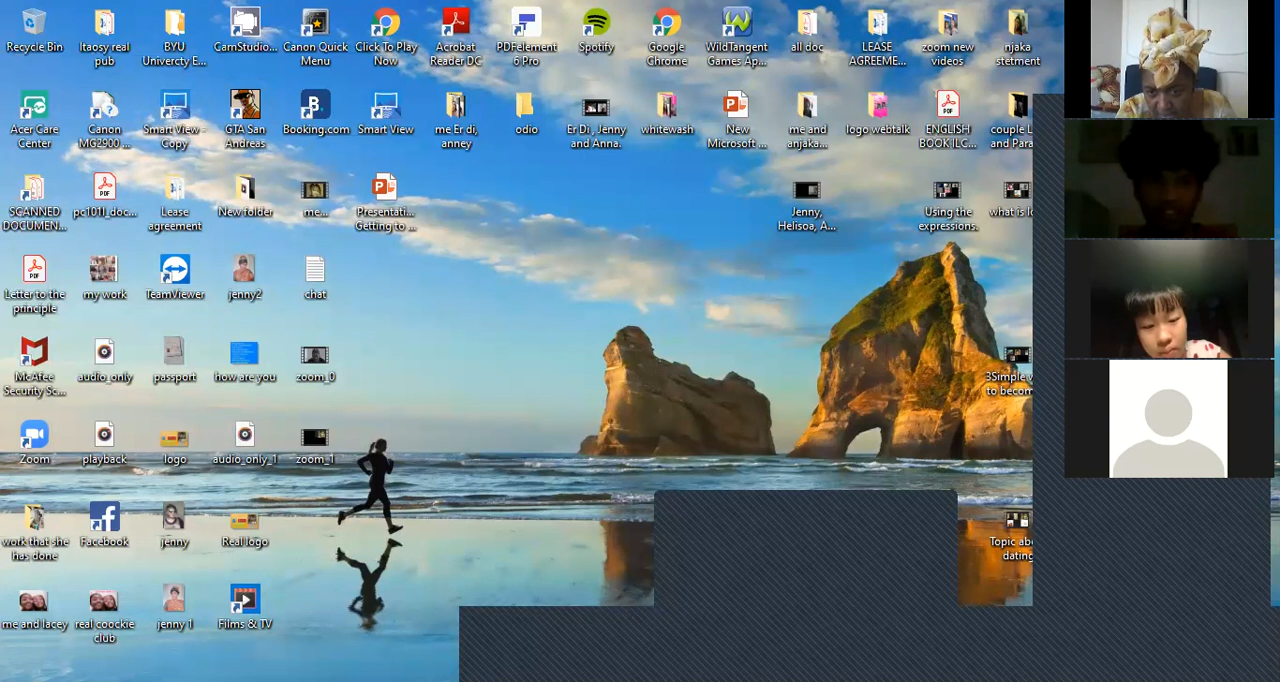 Recycle Bin
Itaosy real
pub
BYU
Univercty E...
CamStudio...
Canon Quick
Menu
Click To Play
Now
Acrobat
Reader DC
PDFelement
6 Pro
Spotify
Google
Chrome
WildTangent
Games Ap...
all doc
LEASE
AGREEME...
zoom new
videos
njaka
stetment
Acer Care
Center
Canon
MG2900 ...
Smart View -
Copy
GTA San
Andreas
Booking.com
Smart View
me Er di,
anney
odio
Er Di , Jenny
and Anna.
whitewash
New
Microsoft ...
me and
anjaka...
logo webtalk
ENGLISH
BOOK ILC...
couple L
and Para
SCANNED
DOCUMEN...
pc101l_doc...
Lease
agreement
New folder
me...
Presentati...
Getting to ...
Jenny,
Helisoa, A...
Using the
expressions.
what is lo
Letter to the
principle
my work
TeamViewer
jenny2
chat
McAfee
Security Sc...
audio_only
passport
how are you
zoom_0
3Simple w
to becom
Zoom
playback
logo
audio_only_1
zoom_1
work that she
has done
Facebook
jenny
Real logo
Topic abo
dating
me and lacey
real coockie
club
jenny 1
Films & TV